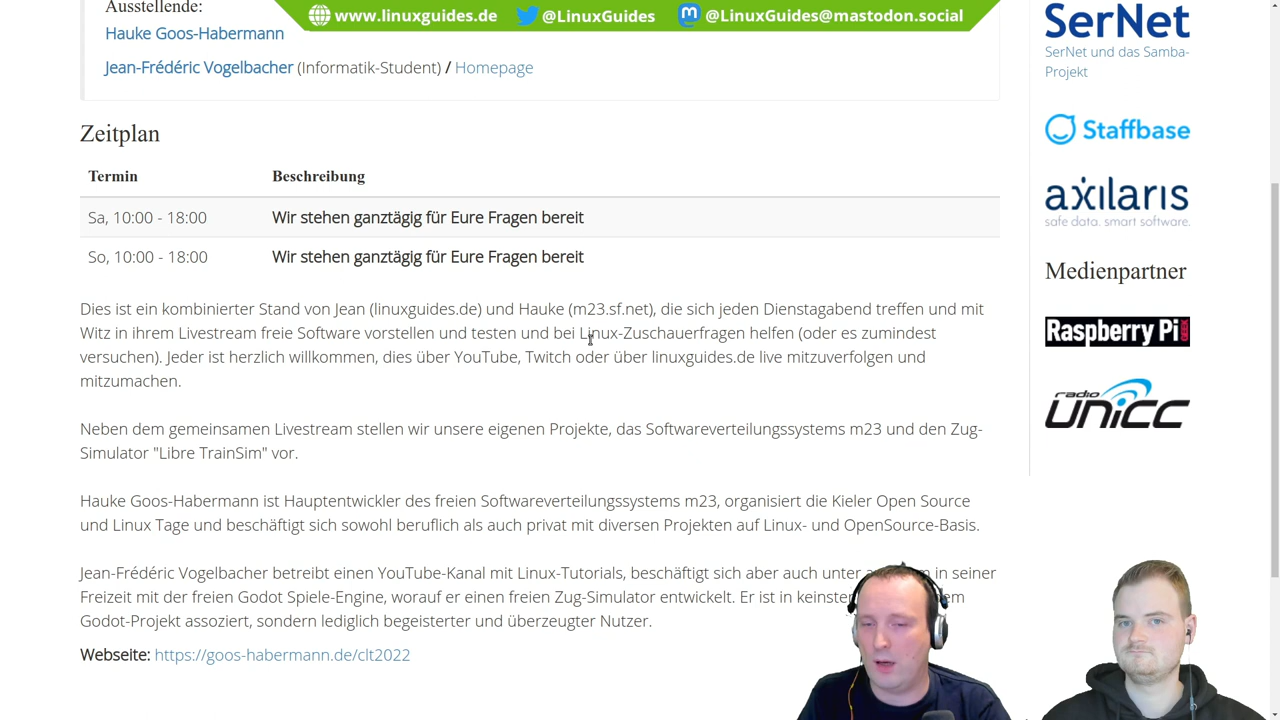 Ausstellende:
www.linuxguides.de @LinuxGuides @LinuxGuides@mastodon.social
Hauke Goos-Habermann
Jean-Frédéric Vogelbacher (Informatik-Student) / Homepage
Zeitplan
Termin Beschreibung
Sa, 10:00 - 18:00 Wir stehen ganztägig für Eure Fragen bereit
So, 10:00 - 18:00 Wir stehen ganztägig für Eure Fragen bereit
Dies ist ein kombinierter Stand von Jean (linuxguides.de) und Hauke (m23.sf.net), die sich jeden Dienstagabend treffen und mit
Witz in ihrem Livestream freie Software vorstellen und testen und bei Linux-Zuschauerfragen helfen (oder es zumindest
versuchen). Jeder ist herzlich willkommen, dies über YouTube, Twitch oder über linuxguides.de live mitzuverfolgen und
mitzumachen.
Neben dem gemeinsamen Livestream stellen wir unsere eigenen Projekte, das Softwareverteilungssystems m23 und den Zug-
Simulator "Libre TrainSim" vor.
Hauke Goos-Habermann ist Hauptentwickler des freien Softwareverteilungssystems m23, organisiert die Kieler Open Source
und Linux Tage und beschäftigt sich sowohl beruflich als auch privat mit diversen Projekten auf Linux- und OpenSource-Basis.
Jean-Frédéric Vogelbacher betreibt einen YouTube-Kanal mit Linux-Tutorials, beschäftigt sich aber auch unter in seiner
Freizeit mit der freien Godot Spiele-Engine, worauf er einen freien Zug-Simulator entwickelt. Er ist in keinster
Godot-Projekt assoziert, sondern lediglich begeisterter und überzeugter Nutzer.
Webseite: https://goos-habermann.de/clt2022
SerNet
SerNet und das Samba-
Projekt
Staffbase
axilaris
safe data. smart software.
Medienpartner
Raspberry Pi GEEK
radio
UNiCC